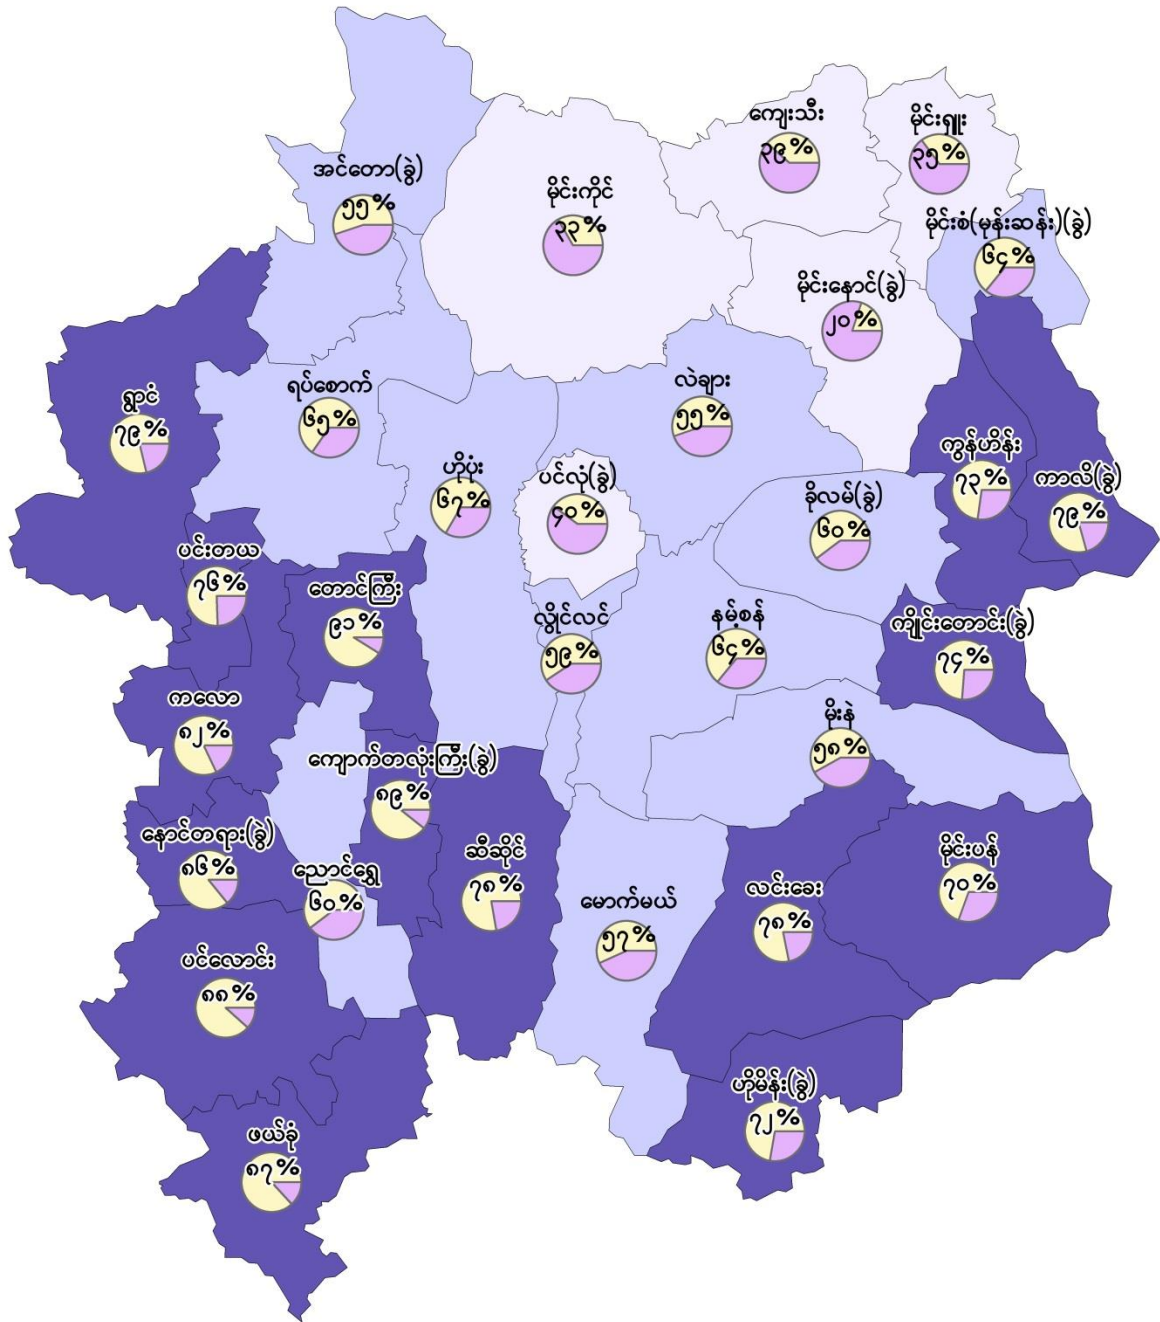 ကျေးသီး
၃၉%
မိုင်းရှူး
၃၅%
အင်တော(ခွဲ)
၅၅%
မိုင်းကိုင်
၃၃%
မိုင်းစံ(မုန်းဆန်း)(ခွဲ)
၆၄%
မိုင်းနောင်(ခွဲ)
၂၀%
ရွာငံ
၇၉%
ရပ်စောက်
၆၅%
လဲချား
၅၅%
ဟိုပုံး
၆၇%
ပင်လုံ(ခွဲ)
၄၀%
ကွန်ဟိန်း
၇၃%
ကာလိ(ခွဲ)
၇၉%
ခိုလမ်(ခွဲ)
၆၀%
ပင်းတယ
၇၆%
တောင်ကြီး
၉၁%
လွိုင်လင်
၅၉%
နမ့်စန်
၆၄%
ကျိုင်းတောင်း(ခွဲ)
၇၄%
ကလော
၈၂%
မိုးနဲ
၅၈%
ကျောက်တလုံးကြီး(ခွဲ)
၈၉%
နောင်တရား(ခွဲ)
၈၆%
ညောင်ရွှေ
၆၀%
ဆီဆိုင်
၇၈%
မောက်မယ်
၅၇%
လင်းခေး
၇၈%
မိုင်းပန်
၇၀%
ပင်လောင်း
၈၈%
ဟိုမိန်း(ခွဲ)
၇၂%
ဖယ်ခုံ
၈၇%